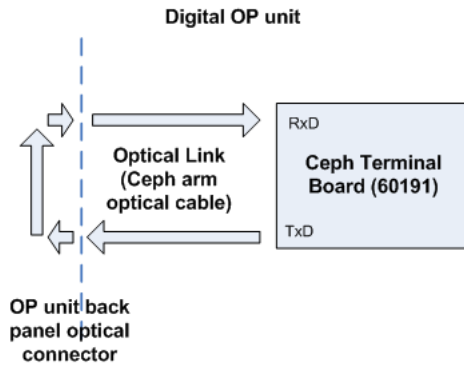 Digital OP unit
RxD
Optical Link
(Ceph arm
optical cable)
Ceph Terminal
Board (60191)
TxD
OP unit back
panel optical
connector